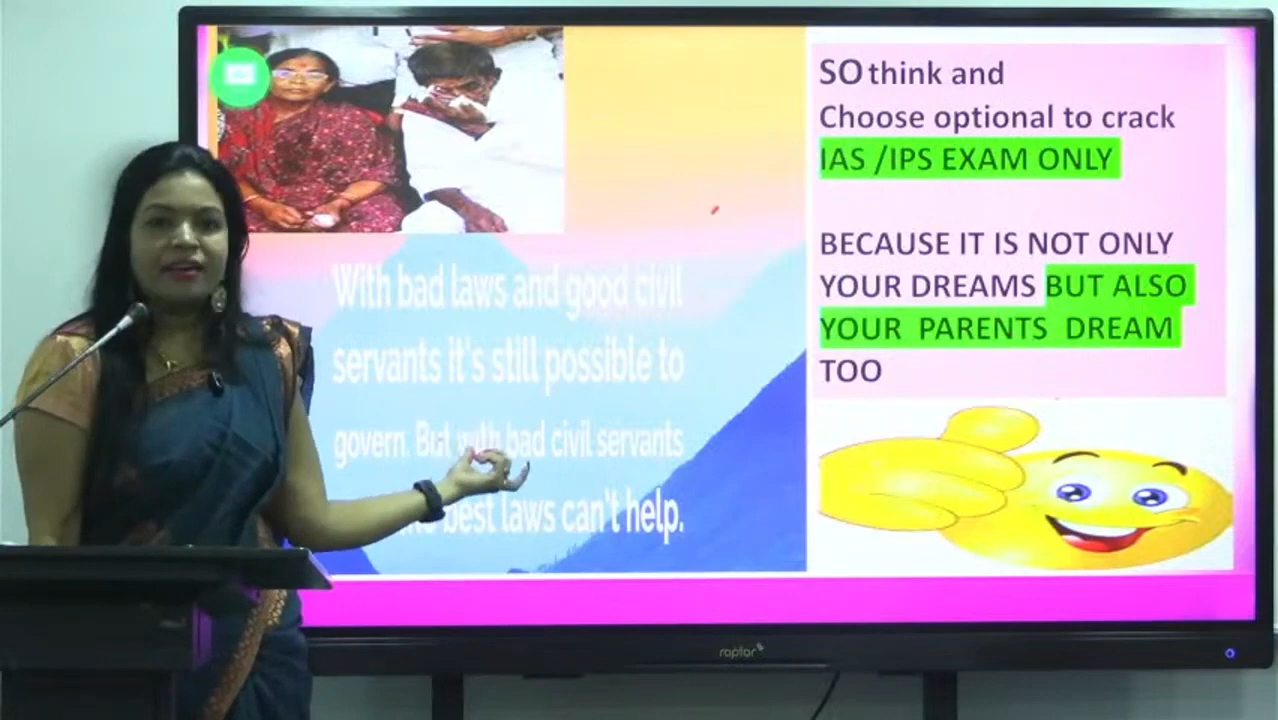 With bad laws and good civil
servants it's still possible to
govern. But with bad civil servants
best laws can't help.
SO think and
Choose optional to crack
IAS /IPS EXAM ONLY
BECAUSE IT IS NOT ONLY
YOUR DREAMS BUT ALSO
YOUR PARENTS DREAM
TOO
raptor